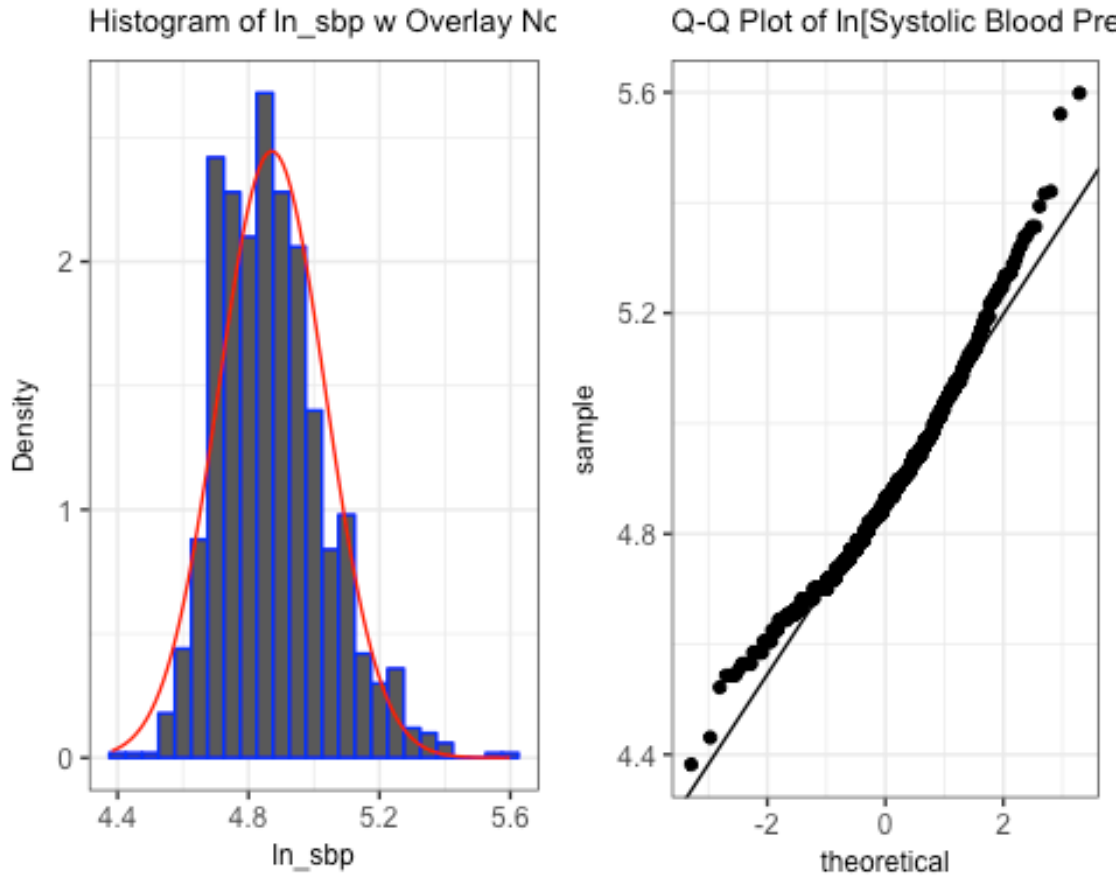 Histogram of ln_sbp w Overlay Nc
Density
2
1
0
4.4 4.8 5.2 5.6
ln_sbp
Q-Q Plot of ln[Systolic Blood Pre
sample
5.6
5.2
4.8
4.4
-2 0 2
theoretical